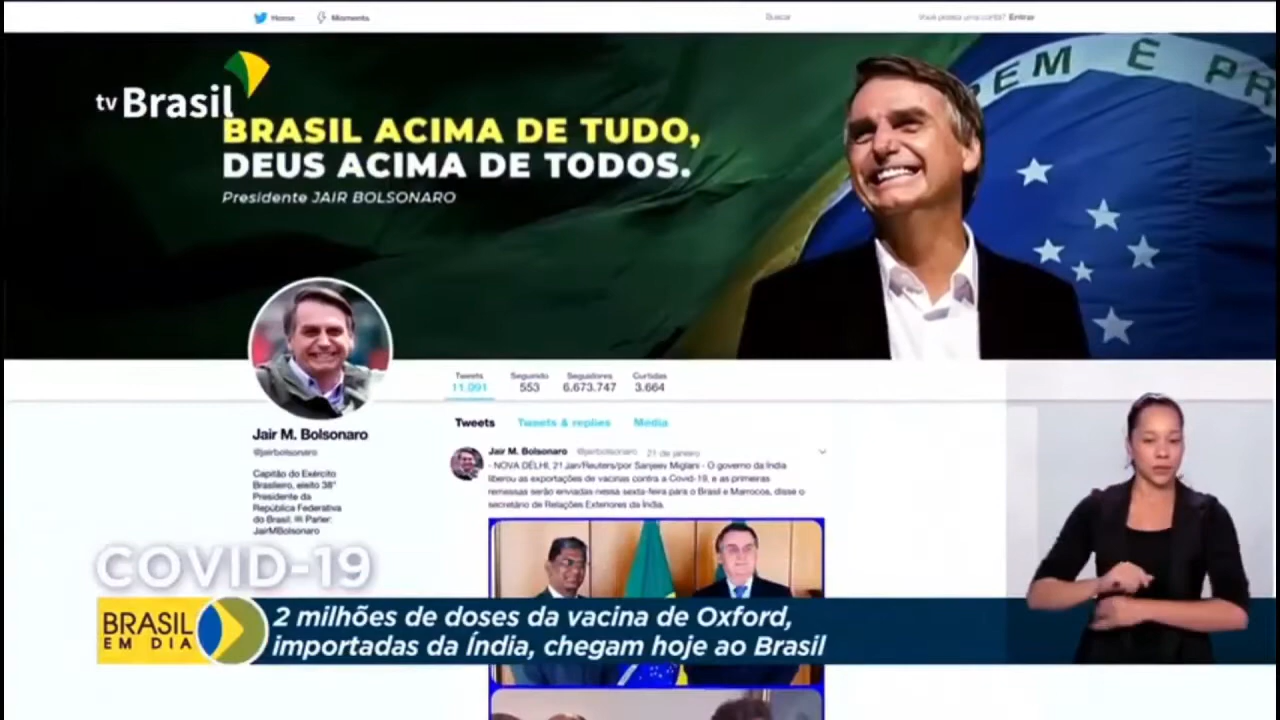 Home Moments
Buscar
Você possui uma conta? Entrar
EM E PR
tv Brasil
BRASIL ACIMA DE TUDO,
DEUS ACIMA DE TODOS.
Presidente JAIR BOLSONARO
Tweets Seguindo Seguidores Curtidas
11.091 553 6.673.747 3.664
Jair M. Bolsonaro
@jairbolsonaro
Capitão do Exército
Brasileiro, eleito 38°
Presidente da
República Federativa
do Brasil. Parler:
JairMBolsonaro
Tweets Tweets & replies Media
Jair M. Bolsonaro @jairbolsonaro 21 de janeiro
- NOVA DÉLHI, 21 Jan/Reuters/por Sanjeev Miglani - O governo da Índia
liberou as exportações de vacinas contra a Covid-19, e as primeiras
remessas serão enviadas nessa sexta-feira para o Brasil e Marrocos, disse o
secretário de Relações Exteriores da Índia.
COVID-19
BRASIL
EM DIA
2 milhões de doses da vacina de Oxford,
importadas da Índia, chegam hoje ao Brasil